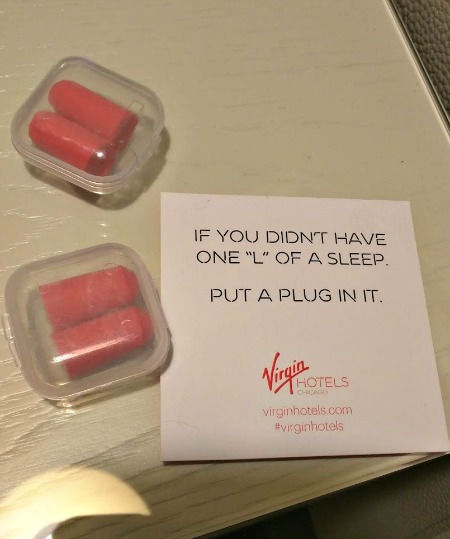 IF YOU DIDN'T HAVE
ONE "L" OF A SLEEP.
PUT A PLUG IN IT.
Virgin HOTELS
CHICAGO
virginhotels.com
#virginhotels